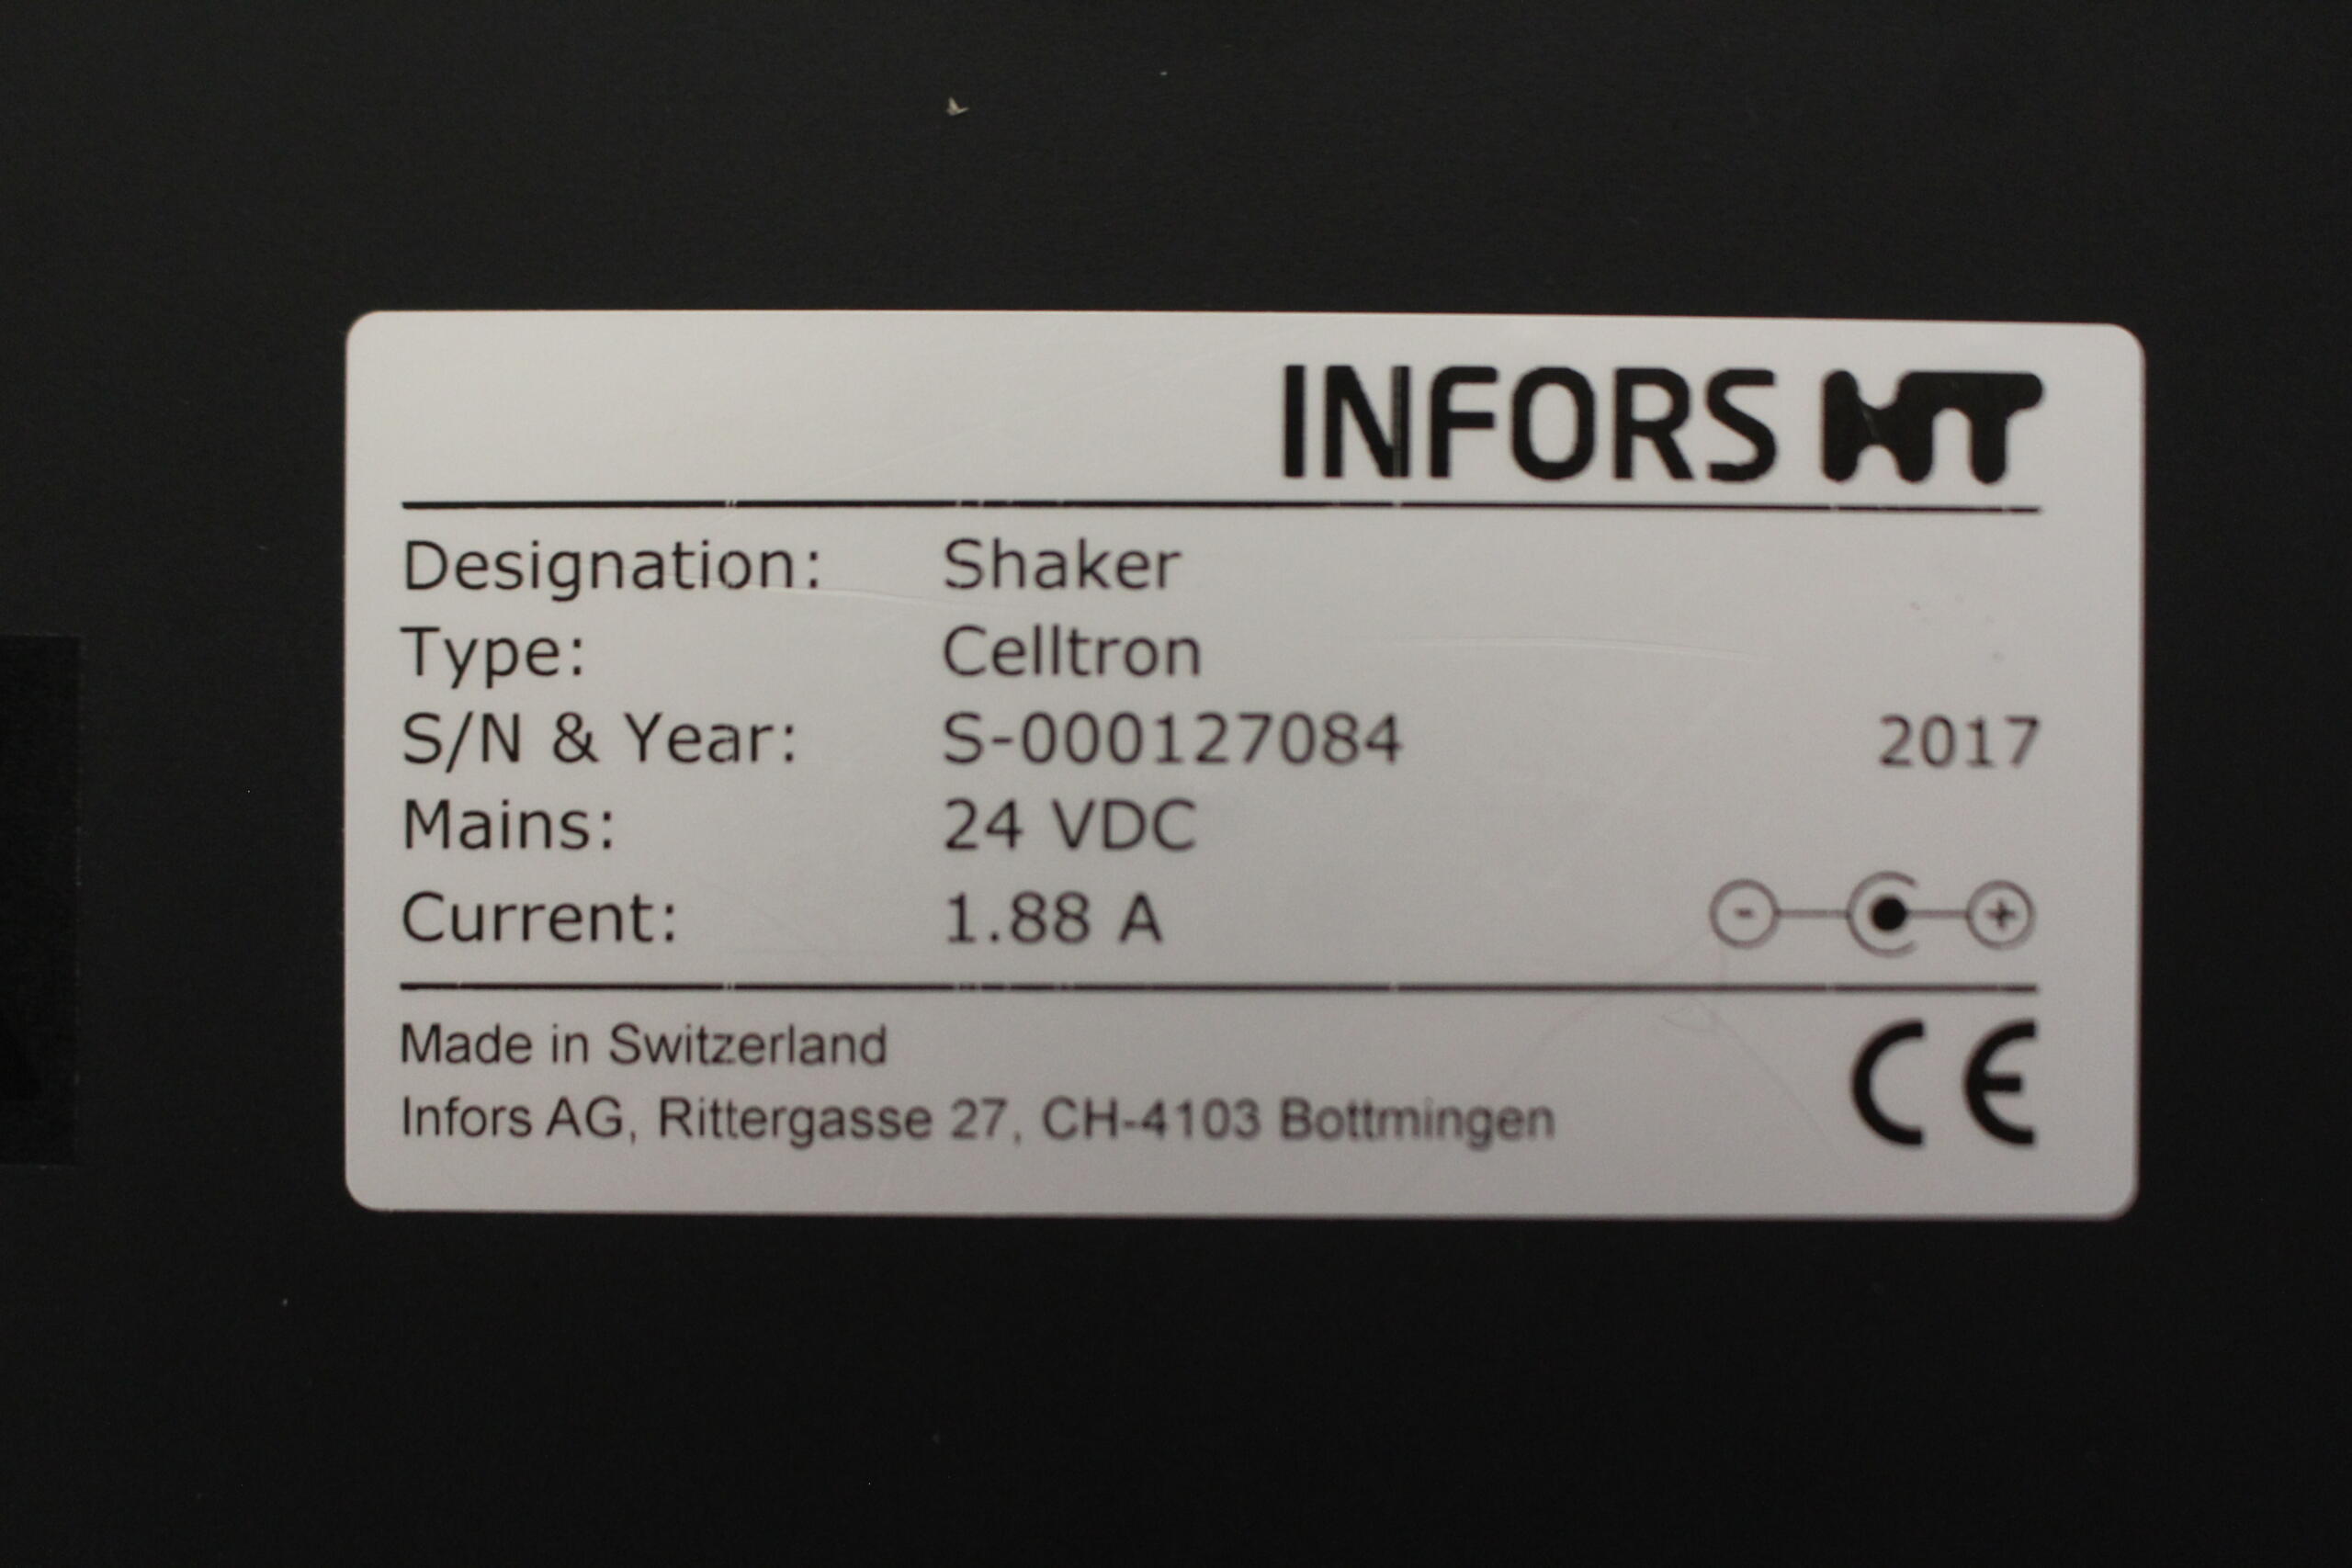 INFORS HT
Designation: Shaker
Type: Celltron
S/N & Year: S-000127084 2017
Mains: 24 VDC
Current: 1.88 A - +
Made in Switzerland
Infors AG, Rittergasse 27, CH-4103 Bottmingen
CE